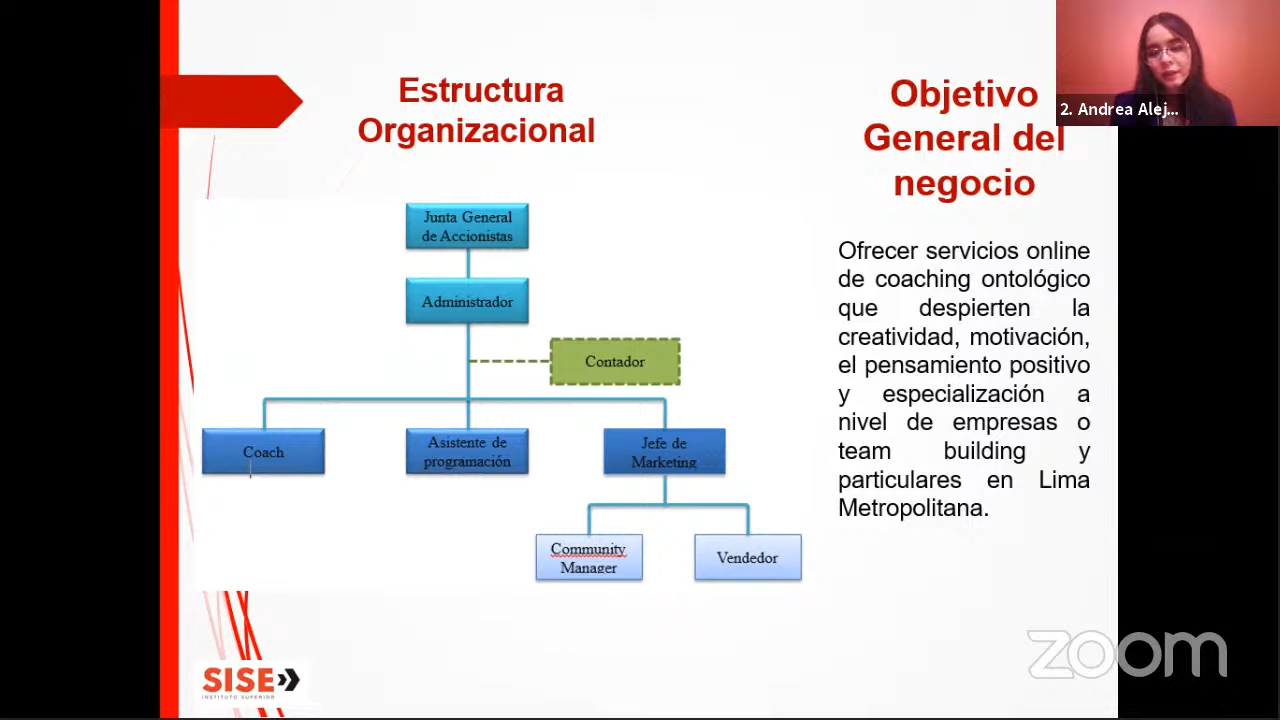 Estructura
Organizacional
Junta General
de Accionistas
Administrador
Contador
Coach
Asistente de
programación
Jefe de
Marketing
Community
Manager
Vendedor
Objetivo
General del
negocio
Ofrecer servicios online
de coaching ontológico
que despierten la
creatividad, motivación,
el pensamiento positivo
y especialización a
nivel de empresas o
team building y
particulares en Lima
Metropolitana.
2. Andrea Alej...
SISE
INSTITUTO SUPERIOR
zoom